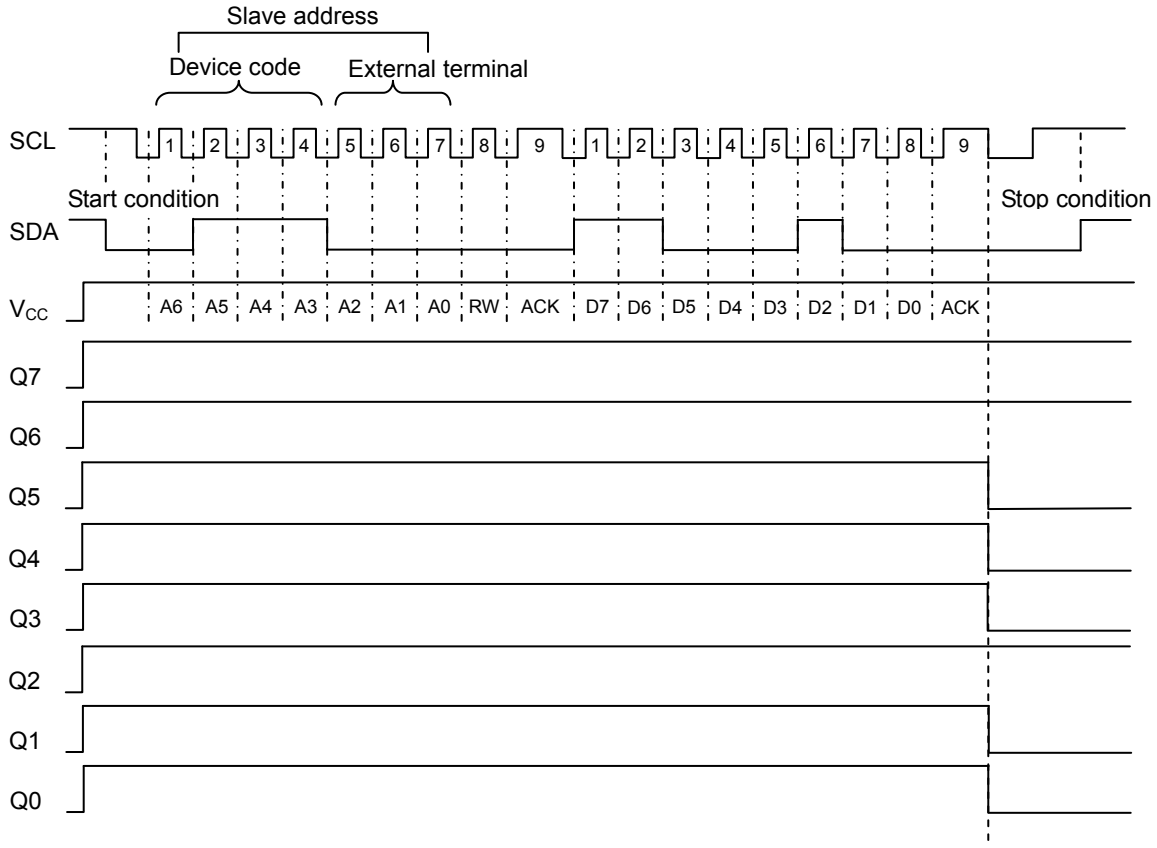 Slave address
Device code External terminal
SCL 1 2 3 4 5 6 7 8 9 1 2 3 4 5 6 7 8 9
Start condition Stop condition
SDA
VCC A6 A5 A4 A3 A2 A1 A0 RW ACK D7 D6 D5 D4 D3 D2 D1 D0 ACK
Q7
Q6
Q5
Q4
Q3
Q2
Q1
Q0